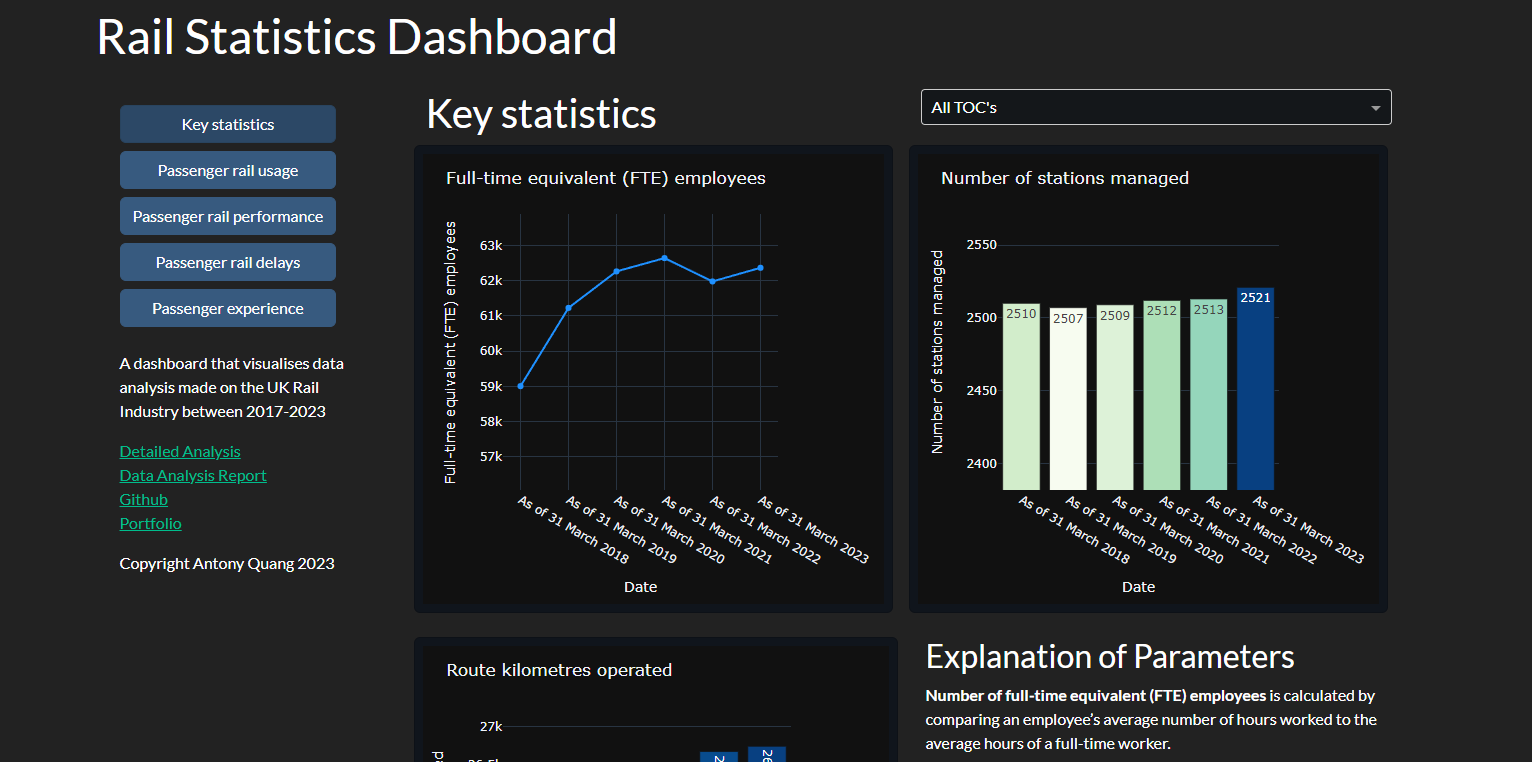 Rail Statistics Dashboard
Key statistics
Passenger rail usage
Passenger rail performance
Passenger rail delays
Passenger experience
A dashboard that visualises data
analysis made on the UK Rail
Industry between 2017-2023
Detailed Analysis
Data Analysis Report
Github
Portfolio
Copyright Antony Quang 2023
Key statistics
All TOC's
Full-time equivalent (FTE) employees
Full-time equivalent (FTE) employees
63k
62k
61k
60k
59k
58k
57k
As of 31 March 2018
As of 31 March 2019
As of 31 March 2020
As of 31 March 2021
As of 31 March 2022
As of 31 March 2023
Date
Number of stations managed
Number of stations managed
2550
2500
2450
2400
2510
2507
2509
2512
2513
2521
As of 31 March 2018
As of 31 March 2019
As of 31 March 2020
As of 31 March 2021
As of 31 March 2022
As of 31 March 2023
Date
Route kilometres operated
27k
Explanation of Parameters
Number of full-time equivalent (FTE) employees is calculated by
comparing an employee's average number of hours worked to the
average hours of a full-time worker.